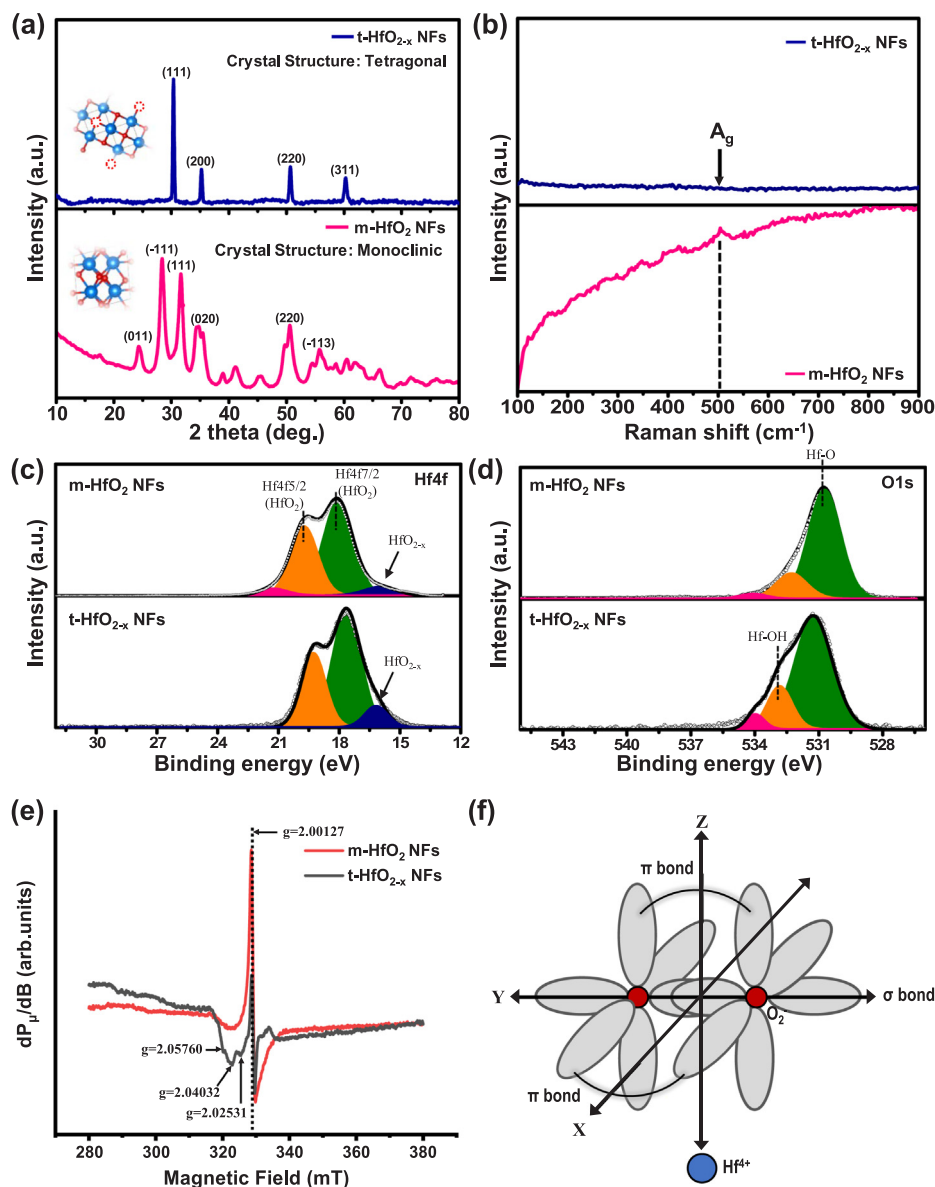 (a)
t-HfO2-x NFs
Crystal Structure: Tetragonal
(111)
(200)
(220)
(311)
m-HfO2 NFs
Crystal Structure: Monoclinic
(-111)
(111)
(011)
(020)
(220)
(-113)
Intensity (a.u.)
10 20 30 40 50 60 70 80
2 theta (deg.)
(b)
t-HfO2-x NFs
Ag
m-HfO2 NFs
Intensity (a.u.)
100 200 300 400 500 600 700 800 900
Raman shift (cm-1)
(c)
m-HfO2 NFs
Hf4f5/2
(HfO2)
Hf4f7/2
(HfO2)
Hf4f
HfO2-x
t-HfO2-x NFs
HfO2-x
Intensity (a.u.)
30 27 24 21 18 15 12
Binding energy (eV)
(d)
m-HfO2 NFs
Hf-O
O1s
t-HfO2-x NFs
Hf-OH
Intensity (a.u.)
543 540 537 534 531 528
Binding energy (eV)
(e)
g=2.00127
m-HfO2 NFs
t-HfO2-x NFs
g=2.05760
g=2.04032
g=2.02531
dPμ/dB (arb.units)
280 300 320 340 360 380
Magnetic Field (mT)
(f)
Z
π bond
Y
σ bond
O2-
π bond
X
Hf4+